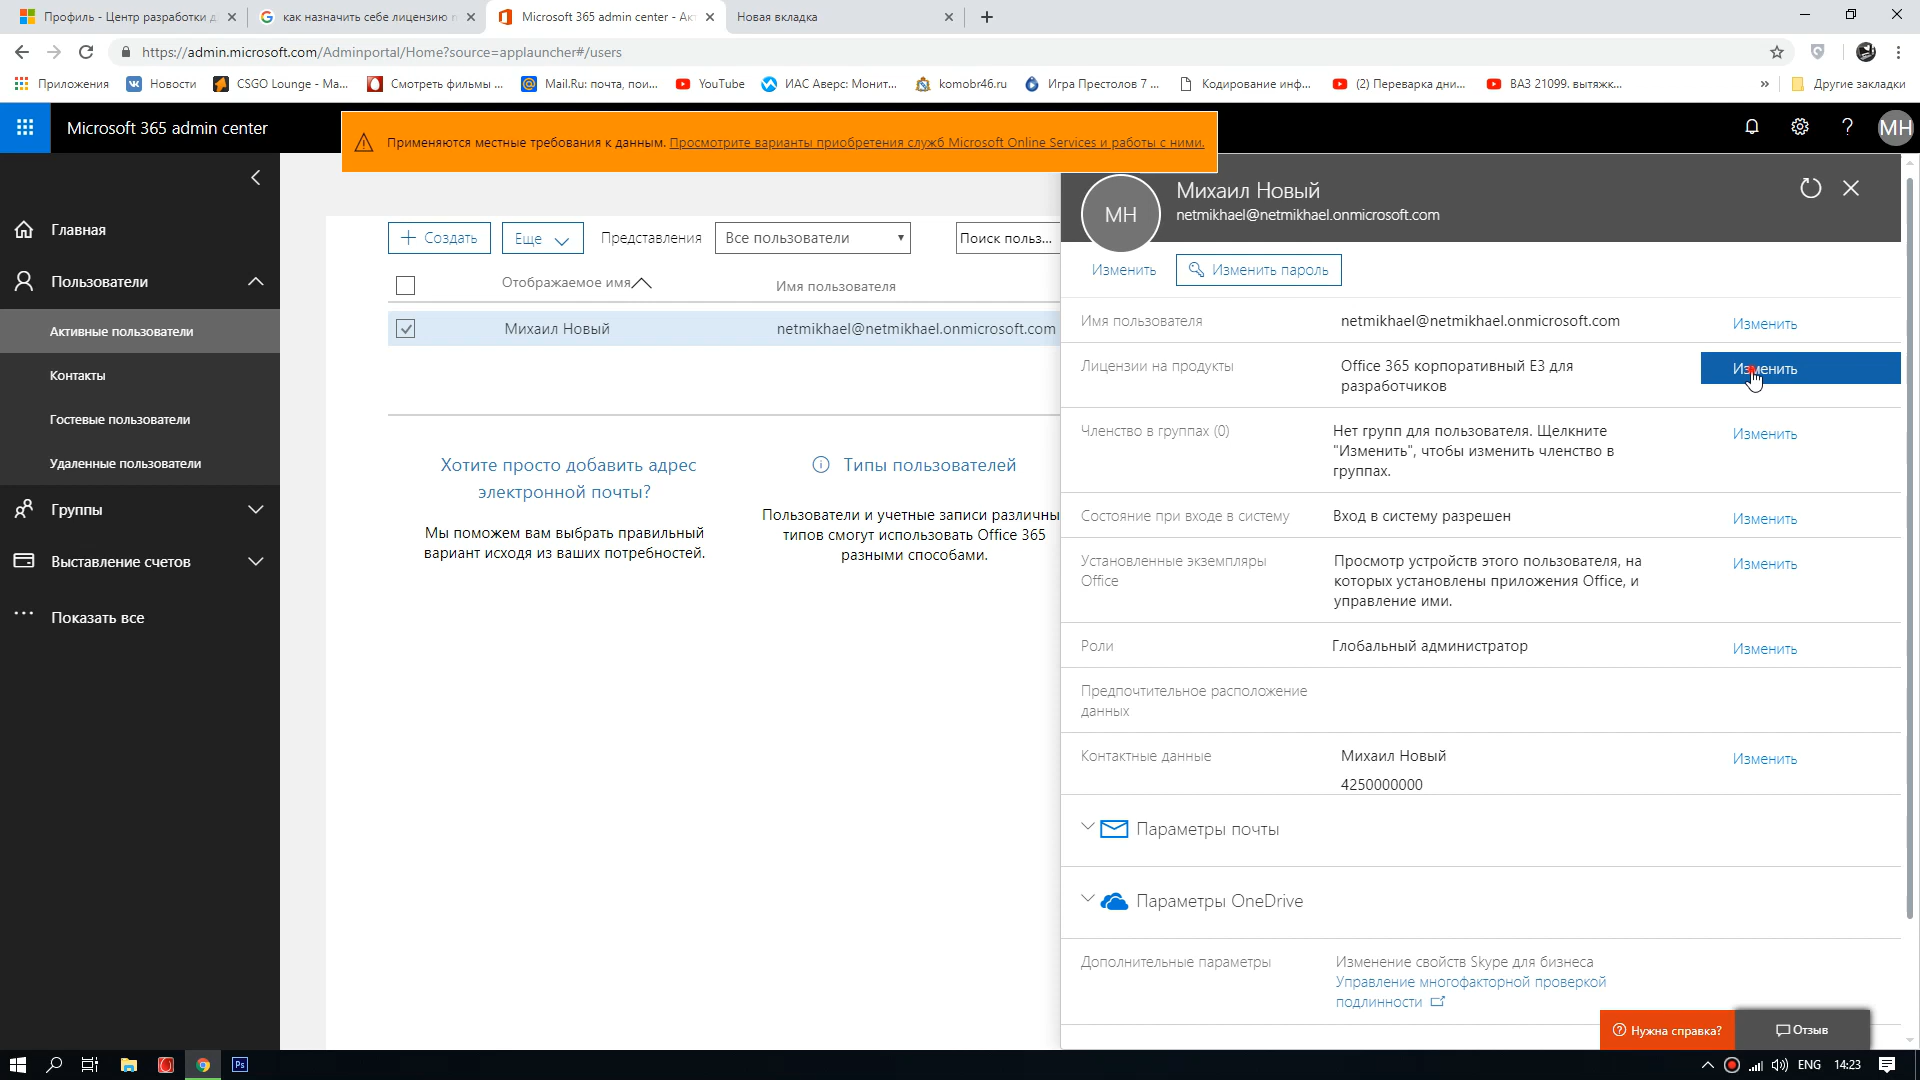 Профиль - Центр разработки д
как назначить себе лицензию п
Microsoft 365 admin center - Ак
Новая вкладка
https://admin.microsoft.com/Adminportal/Home?source=applauncher#/users
Приложения
Новости
CSGO Lounge - Ma...
Смотреть фильмы ...
Mail.Ru: почта, пои...
YouTube
ИАС Аверс: Монит...
komobr46.ru
Игра Престолов 7 ...
Кодирование инф...
(2) Переварка дни...
ВАЗ 21099. вытяжк...
»
Другие закладки
Microsoft 365 admin center
Применяются местные требования к данным. Просмотрите варианты приобретения служб Microsoft Online Services и работы с ними.
МН
Главная
Пользователи
Активные пользователи
Контакты
Гостевые пользователи
Удаленные пользователи
Группы
Выставление счетов
Показать все
Создать
Еще
Представления
Все пользователи
Поиск польз...
Отображаемое имя
Имя пользователя
Михаил Новый
netmikhael@netmikhael.onmicrosoft.com
Хотите просто добавить адрес
электронной почты?
Мы поможем вам выбрать правильный
вариант исходя из ваших потребностей.
Типы пользователей
Пользователи и учетные записи различны
типов смогут использовать Office 365
разными способами.
МН
Михаил Новый
netmikhael@netmikhael.onmicrosoft.com
Изменить
Изменить пароль
Имя пользователя
netmikhael@netmikhael.onmicrosoft.com
Изменить
Лицензии на продукты
Office 365 корпоративный E3 для
разработчиков
Изменить
Членство в группах (0)
Нет групп для пользователя. Щелкните
"Изменить", чтобы изменить членство в
группах.
Изменить
Состояние при входе в систему
Вход в систему разрешен
Изменить
Установленные экземпляры
Office
Просмотр устройств этого пользователя, на
которых установлены приложения Office, и
управление ими.
Изменить
Роли
Глобальный администратор
Изменить
Предпочтительное расположение
данных
Контактные данные
Михаил Новый
4250000000
Изменить
Параметры почты
Параметры OneDrive
Дополнительные параметры
Изменение свойств Skype для бизнеса
Управление многофакторной проверкой
подлинности
Нужна справка?
Отзыв
Ps
ENG
14:23